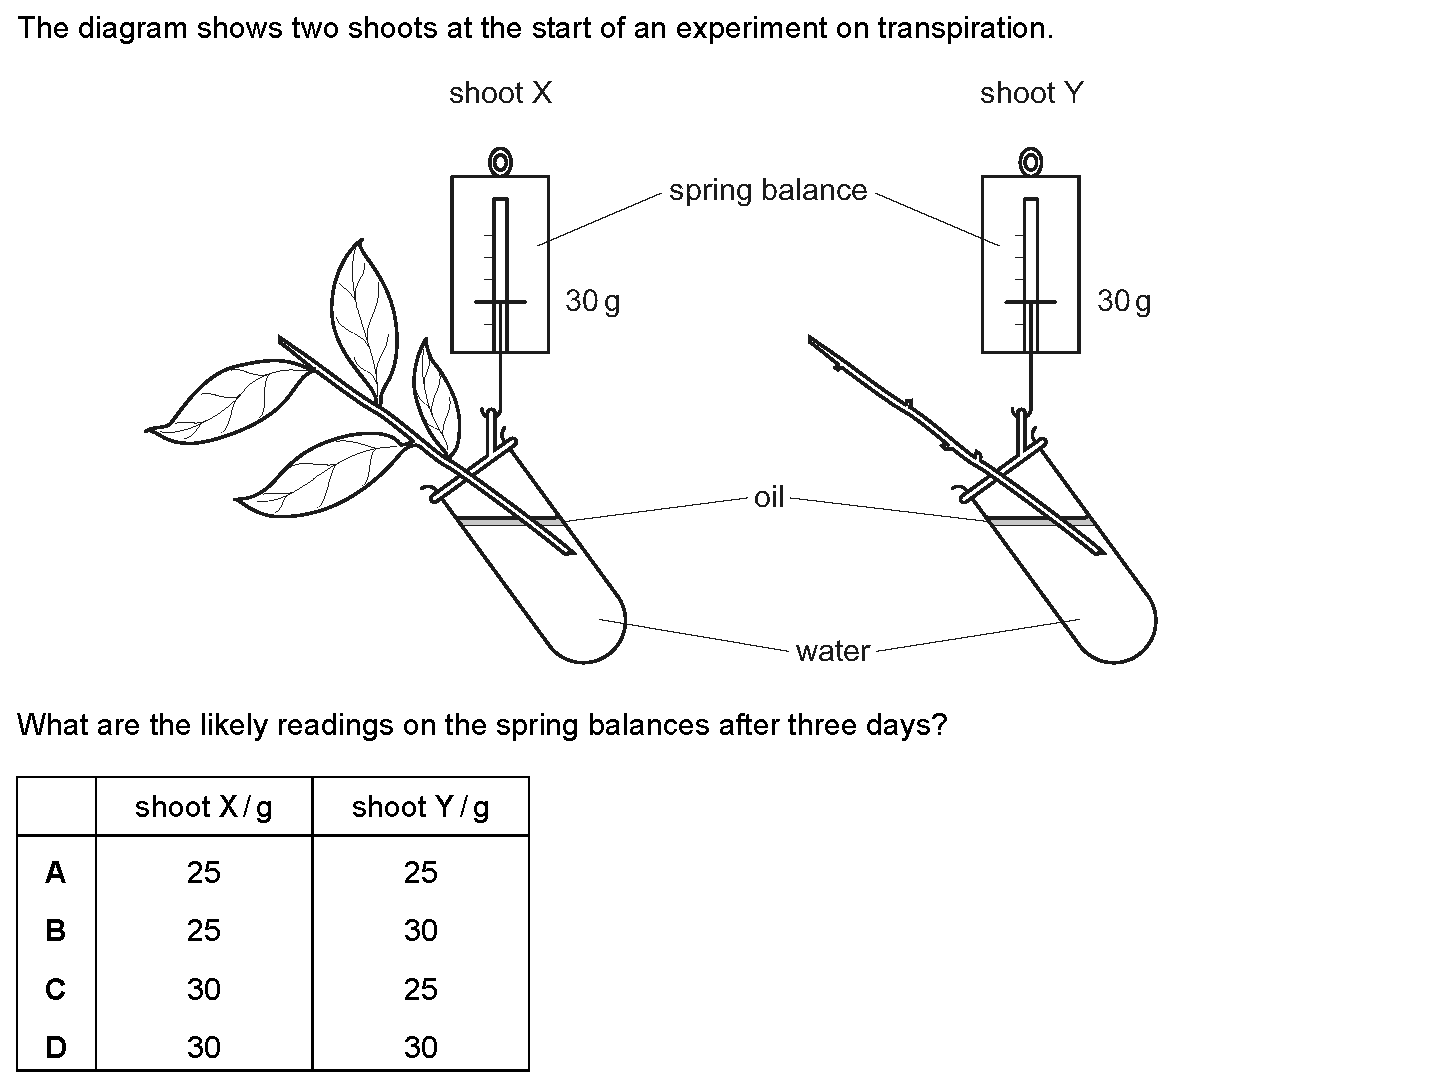 The diagram shows two shoots at the start of an experiment on transpiration.
shoot X
shoot Y
spring balance
30 g
30 g
oil
water
What are the likely readings on the spring balances after three days?
shoot X / g shoot Y / g
A 25 25
B 25 30
C 30 25
D 30 30